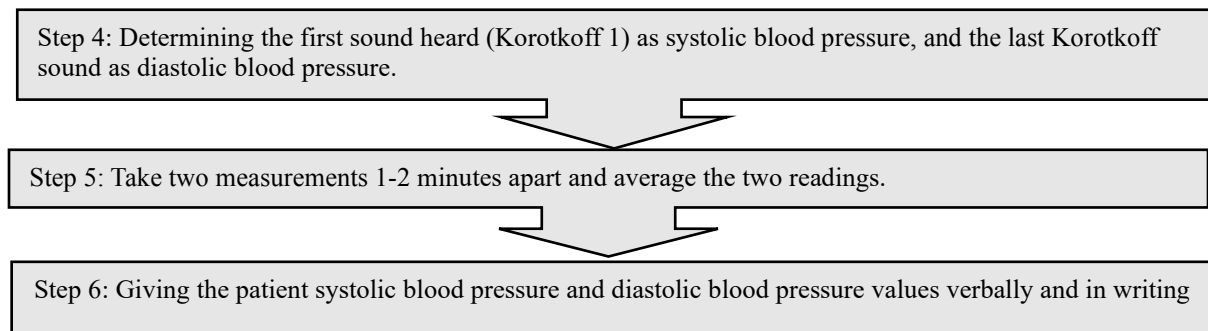 Step 4: Determining the first sound heard (Korotkoff 1) as systolic blood pressure, and the last Korotkoff
sound as diastolic blood pressure.
Step 5: Take two measurements 1-2 minutes apart and average the two readings.
Step 6: Giving the patient systolic blood pressure and diastolic blood pressure values verbally and in writing